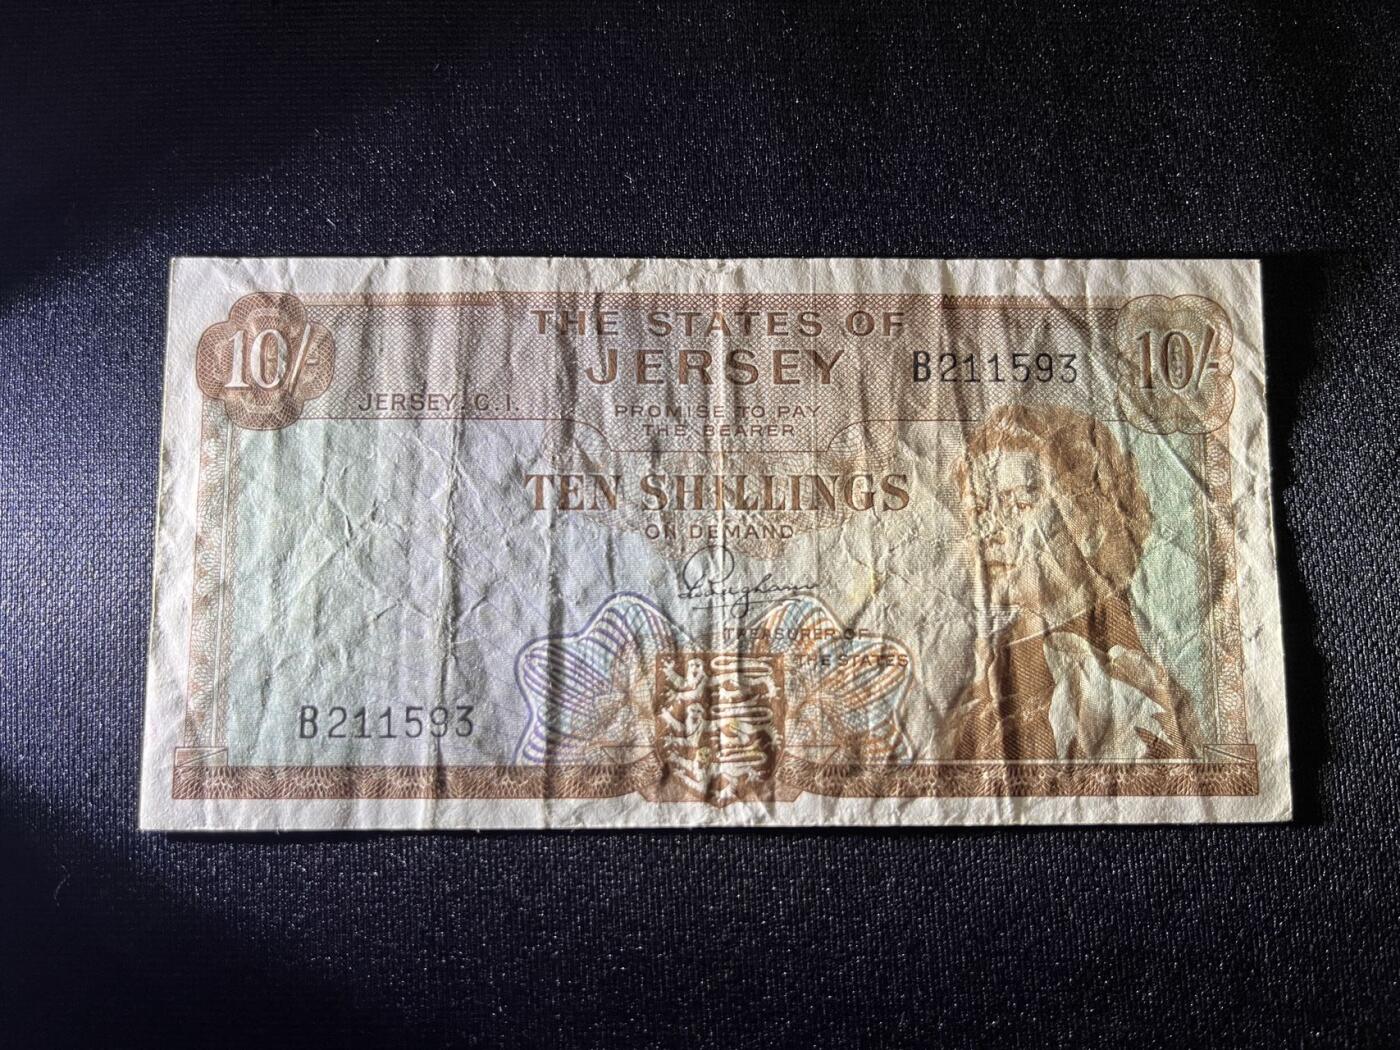 10/-
THE STATES OF
JERSEY
B211593
10/-
JERSEY, C.I.
PROMISE TO PAY
THE BEARER
TEN SHILLINGS
ON DEMAND
TREASURER OF
THE STATES
B211593